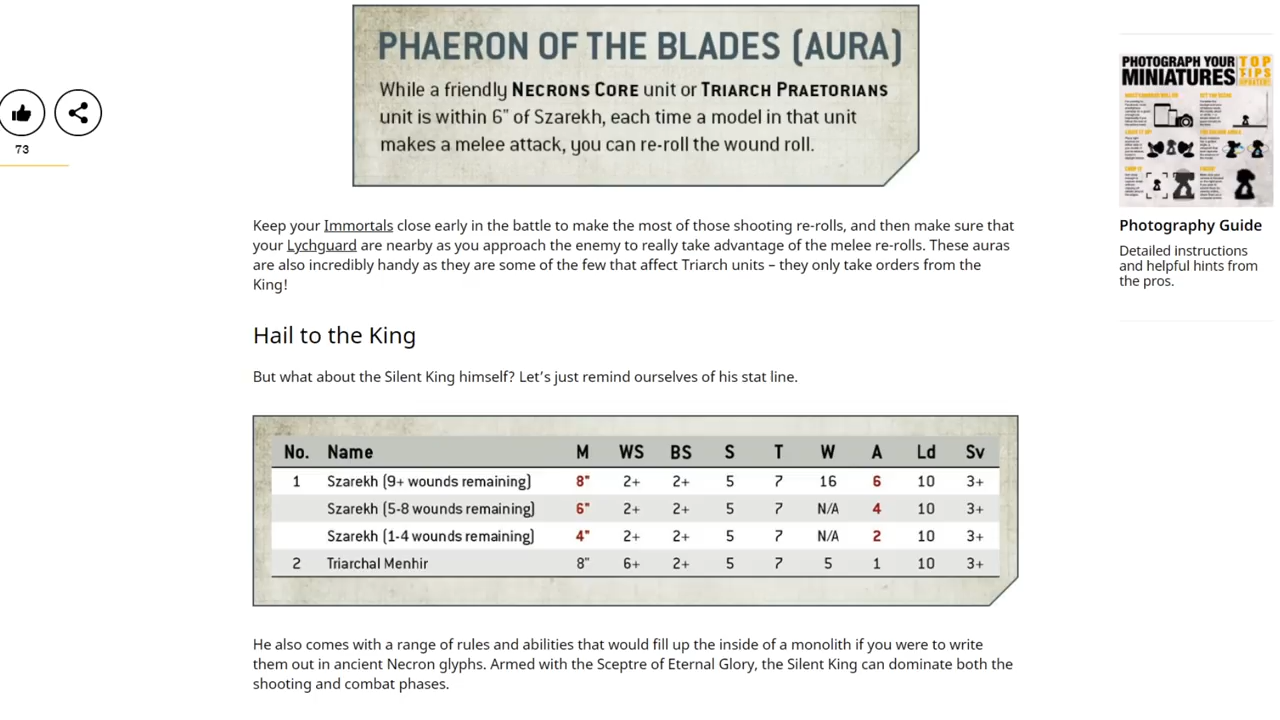 PHAERON OF THE BLADES (AURA)
While a friendly NECRONS CORE unit or TRIARCH PRAETORIANS
unit is within 6" of Szarekh, each time a model in that unit
makes a melee attack, you can re-roll the wound roll.
73
Keep your Immortals close early in the battle to make the most of those shooting re-rolls, and then make sure that
your Lychguard are nearby as you approach the enemy to really take advantage of the melee re-rolls. These auras
are also incredibly handy as they are some of the few that affect Triarch units – they only take orders from the
King!
Hail to the King
But what about the Silent King himself? Let's just remind ourselves of his stat line.
No. Name M WS BS S T W A Ld Sv
1 Szarekh (9+ wounds remaining) 8" 2+ 2+ 5 7 16 6 10 3+
Szarekh (5-8 wounds remaining) 6" 2+ 2+ 5 7 N/A 4 10 3+
Szarekh (1-4 wounds remaining) 4" 2+ 2+ 5 7 N/A 2 10 3+
2 Triarchal Menhir 8" 6+ 2+ 5 7 5 1 10 3+
He also comes with a range of rules and abilities that would fill up the inside of a monolith if you were to write
them out in ancient Necron glyphs. Armed with the Sceptre of Eternal Glory, the Silent King can dominate both the
shooting and combat phases.
PHOTOGRAPH YOUR
MINIATURES
TOP
TIPS
Photography Guide
Detailed instructions
and helpful hints from
the pros.